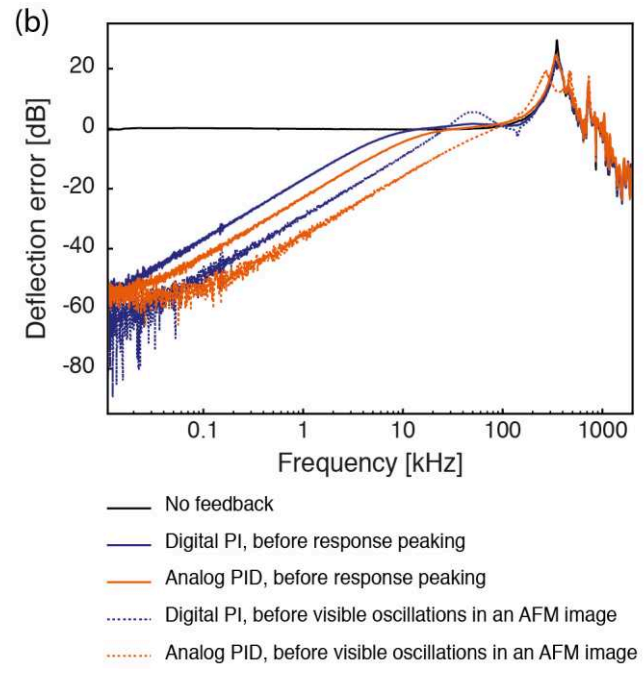 (b)
20
0
-20
-40
-60
-80
Deflection error [dB]
0.1 1 10 100 1000
Frequency [kHz]
No feedback
Digital PI, before response peaking
Analog PID, before response peaking
Digital PI, before visible oscillations in an AFM image
Analog PID, before visible oscillations in an AFM image